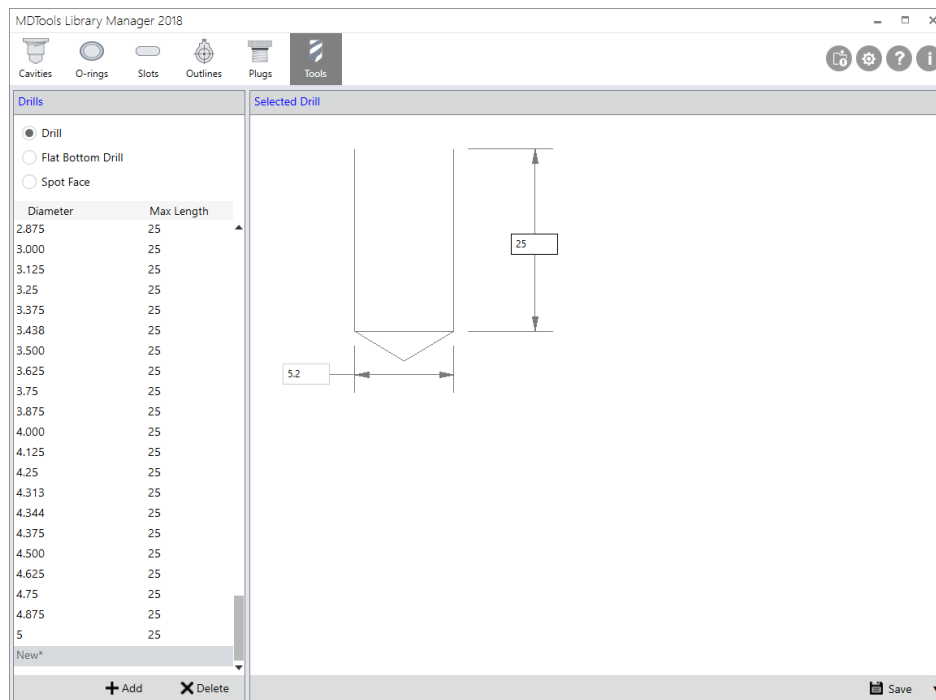 MDTools Library Manager 2018
Cavities O-rings Slots Outlines Plugs Tools
Drills
Selected Drill
Drill
Flat Bottom Drill
Spot Face
Diameter Max Length
2.875 25
3.000 25
3.125 25
3.25 25
3.375 25
3.438 25
3.500 25
3.625 25
3.75 25
3.875 25
4.000 25
4.125 25
4.25 25
4.313 25
4.344 25
4.375 25
4.500 25
4.625 25
4.75 25
4.875 25
5 25
New*
Add Delete
25
5.2
Save